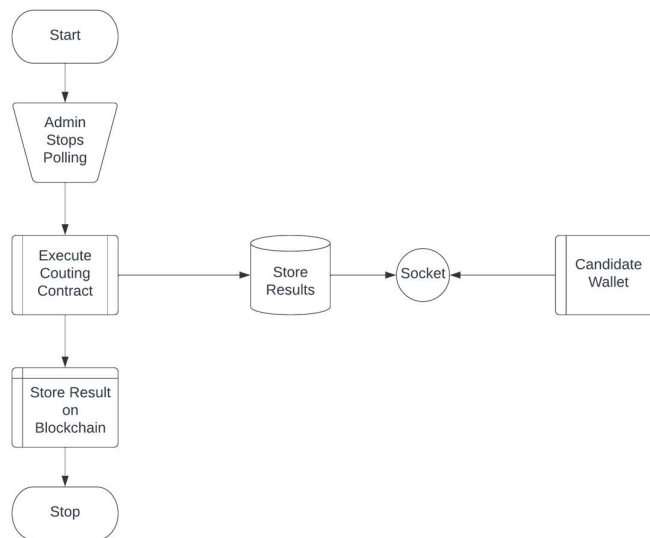 Start
Admin
Stops
Polling
Execute
Couting
Contract
Store
Results
Socket
Candidate
Wallet
Store Result
on
Blockchain
Stop